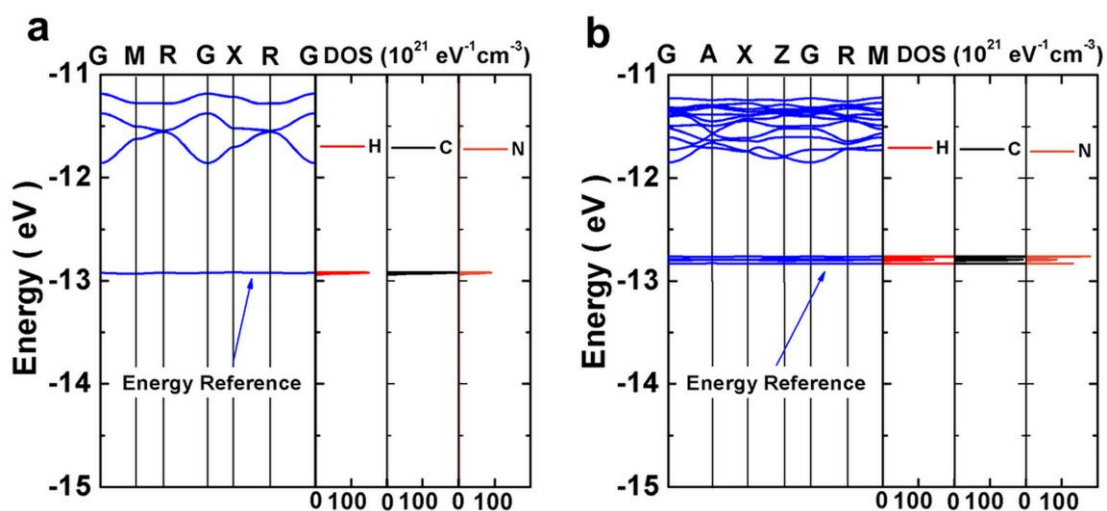 a
G M R G X R G DOS (10²¹ eV⁻¹cm⁻³)
-11
-12
-13
-14
-15
Energy ( eV )
H
C
N
Energy Reference
0 100 0 100 0 100
b
G A X Z G R M DOS (10²¹ eV⁻¹cm⁻³)
-11
-12
-13
-14
-15
Energy ( eV )
H
C
N
Energy Reference
0 100 0 100 0 100